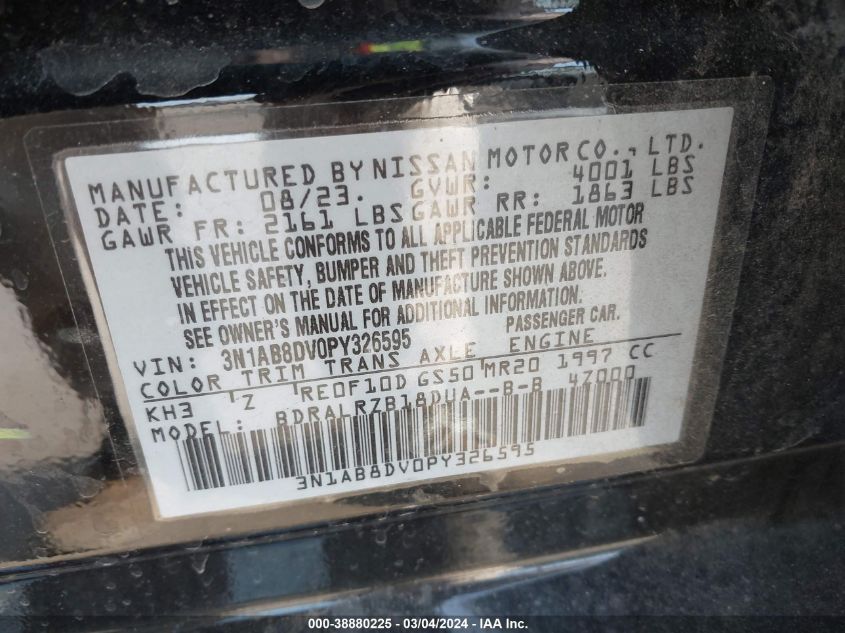 MANUFACTURED BY NISSAN MOTOR CO., LTD.
DATE: 08/23. GVWR: 4001 LBS
GAWR FR: 2161 LBS GAWR RR: 1863 LBS
THIS VEHICLE CONFORMS TO ALL APPLICABLE FEDERAL MOTOR
VEHICLE SAFETY, BUMPER AND THEFT PREVENTION STANDARDS
IN EFFECT ON THE DATE OF MANUFACTURE SHOWN ABOVE.
SEE OWNER'S MANUAL FOR ADDITIONAL INFORMATION.
VIN: 3N1AB8DV0PY326595 PASSENGER CAR.
COLOR TRIM TRANS AXLE ENGINE
KH3 Z RE0F10D GS50 MR20 1997 CC
MODEL: BDRALRZB18DUA--B-B 4Z000
3N1AB8DV0PY326595
000-38880225 - 03/04/2024 - IAA Inc.